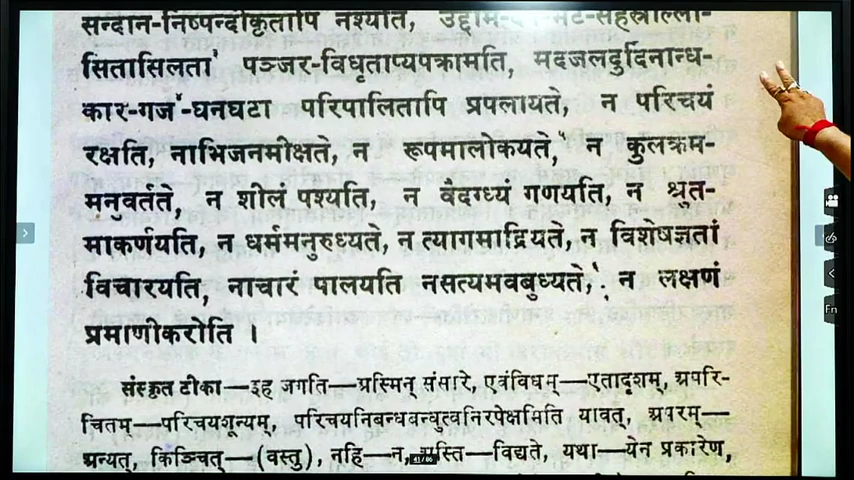 सन्दान-निष्पन्दीकृतापि नश्यति, उद्दाम- -भट-सहस्रोल्ला-
सितासिलता पञ्जर-विधृताप्यपक्रामति, मदजलदुर्दिनान्ध-
कार-गज-घनघटा परिपालितापि प्रपलायते, न परिचयं
रक्षति, नाभिजनमीक्षते, न रूपमालोकयते, न कुलक्रम-
मनुवर्तते, न शीलं पश्यति, न वैदग्ध्यं गणयति, न श्रुत-
माकर्णयति, न धर्ममनुरुध्यते, न त्यागमाद्रियते, न विशेषज्ञतां
विचारयति, नाचारं पालयति नसत्यमवबुध्यते, न लक्षणं
प्रमाणीकरोति ।
संस्कृत टीका—इह जगति—अस्मिन् संसारे, एवंविधम्—एतादृशम्, अपरि-
चितम्—परिचयशून्यम्, परिचयनिबन्धबन्धुत्वनिरपेक्षमिति यावत्, अपरम्—
अन्यत्, किञ्चित्—(वस्तु), नहि—न, अस्ति—विद्यते, यथा—येन प्रकारेण,
Fn